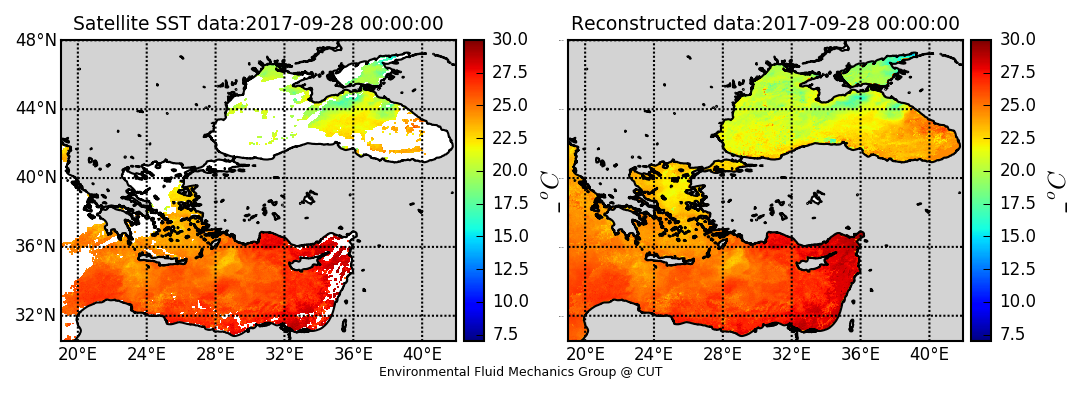 Satellite SST data:2017-09-28 00:00:00
48°N
44°N
40°N
36°N
32°N
20°E 24°E 28°E 32°E 36°E 40°E
30.0
27.5
25.0
22.5
20.0
17.5
15.0
12.5
10.0
7.5
°C
Reconstructed data:2017-09-28 00:00:00
20°E 24°E 28°E 32°E 36°E 40°E
30.0
27.5
25.0
22.5
20.0
17.5
15.0
12.5
10.0
7.5
°C
Environmental Fluid Mechanics Group @ CUT